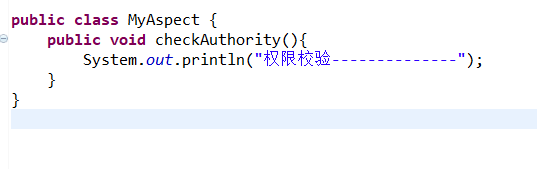 public class MyAspect {
    public void checkAuthority(){
        System.out.println("权限校验--------------");
    }
}